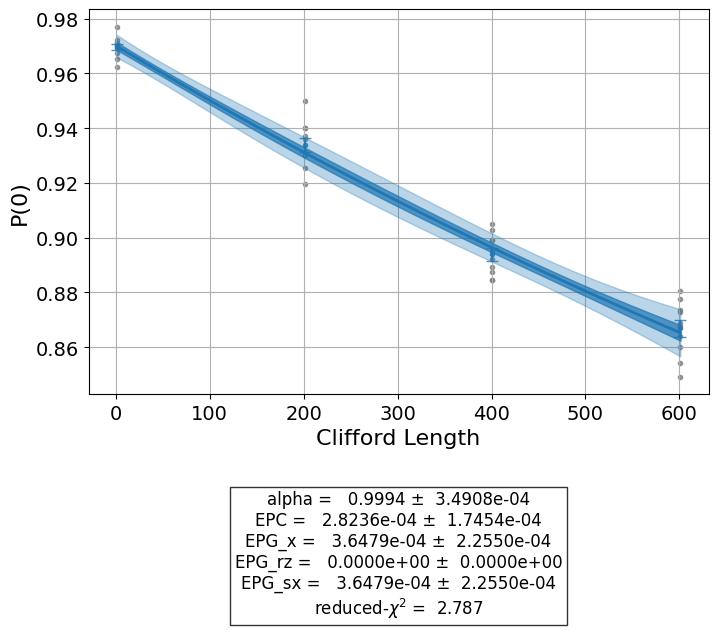 0.98
0.96
0.94
0.92
0.90
0.88
0.86
P(0)
0 100 200 300 400 500 600
Clifford Length
alpha = 0.9994 ± 3.4908e-04
EPC = 2.8236e-04 ± 1.7454e-04
EPG_x = 3.6479e-04 ± 2.2550e-04
EPG_rz = 0.0000e+00 ± 0.0000e+00
EPG_sx = 3.6479e-04 ± 2.2550e-04
reduced-χ² = 2.787